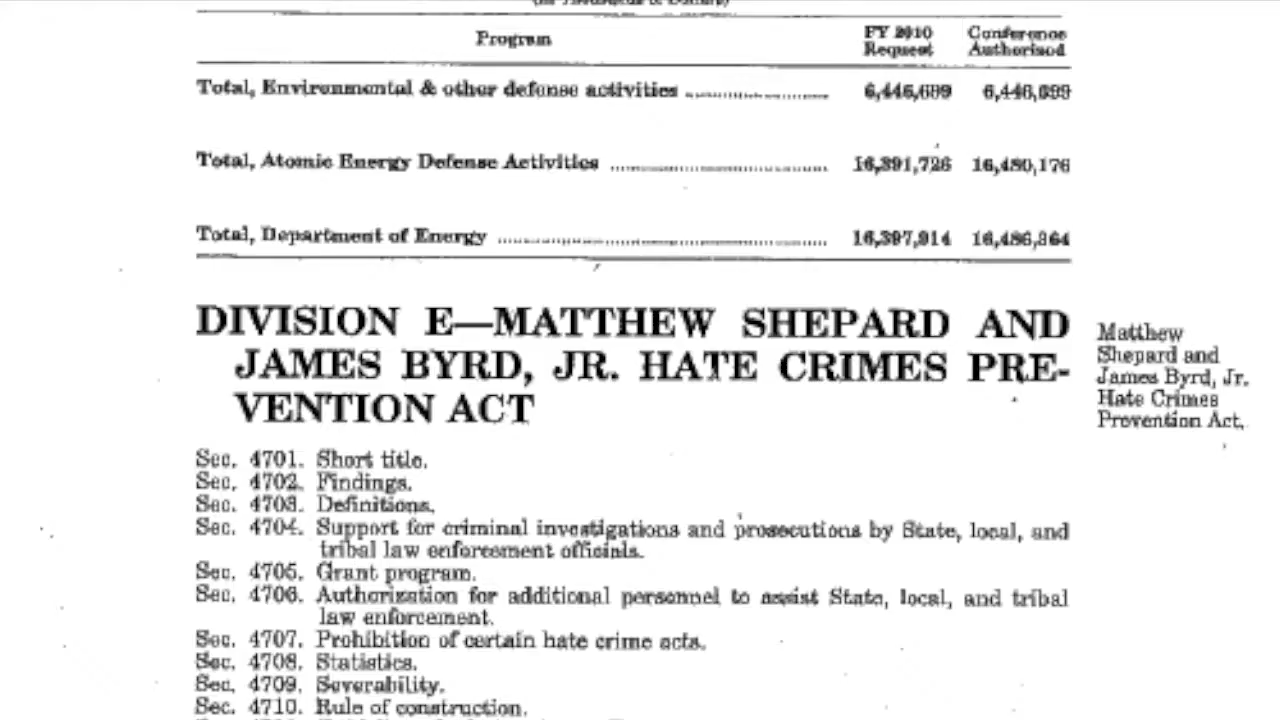 Program FY 2010 Conference
Request Authorized
Total, Environmental & other defense activities ........................ 6,446,699 6,446,699
Total, Atomic Energy Defense Activities ........................ 16,391,726 16,480,176
Total, Department of Energy ........................ 16,397,914 16,486,364
DIVISION E—MATTHEW SHEPARD AND
JAMES BYRD, JR. HATE CRIMES PRE-
VENTION ACT
Matthew
Shepard and
James Byrd, Jr.
Hate Crimes
Prevention Act.
Sec. 4701. Short title.
Sec. 4702. Findings.
Sec. 4703. Definitions.
Sec. 4704. Support for criminal investigations and prosecutions by State, local, and
tribal law enforcement officials.
Sec. 4705. Grant program.
Sec. 4706. Authorization for additional personnel to assist State, local, and tribal
law enforcement.
Sec. 4707. Prohibition of certain hate crime acts.
Sec. 4708. Statistics.
Sec. 4709. Severability.
Sec. 4710. Rule of construction.